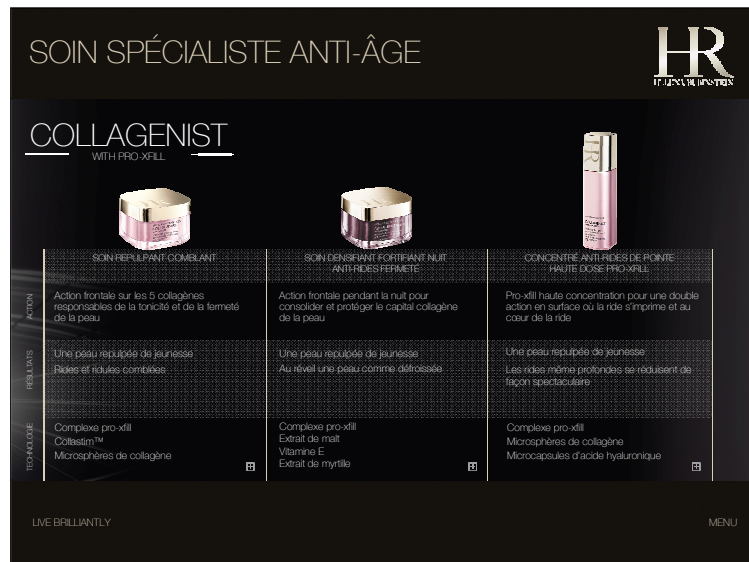 SOIN SPÉCIALISTE ANTI-ÂGE
HR
HELENA RUBINSTEIN
COLLAGENIST
WITH PRO-XFILL
SOIN REPULPANT COMBLANT
SOIN DENSIFIANT FORTIFIANT NUIT
ANTI-RIDES FERMETÉ
CONCENTRÉ ANTI-RIDES DE POINTE
HAUTE DOSE PRO-XFILL
ACTION
Action frontale sur les 5 collagènes
responsables de la tonicité et de la fermeté
de la peau
Action frontale pendant la nuit pour
consolider et protéger le capital collagène
de la peau
Pro-xfill haute concentration pour une double
action en surface où la ride s'imprime et au
cœur de la ride
RÉSULTATS
Une peau repulpée de jeunesse
Rides et ridules comblées
Une peau repulpée de jeunesse
Au réveil une peau comme défroissée
Une peau repulpée de jeunesse
Les rides même profondes se réduisent de
façon spectaculaire
TECHNOLOGIE
Complexe pro-xfill
Collastim™
Microsphères de collagène
Complexe pro-xfill
Extrait de malt
Vitamine E
Extrait de myrtille
Complexe pro-xfill
Microsphères de collagène
Microcapsules d'acide hyaluronique
LIVE BRILLIANTLY
MENU